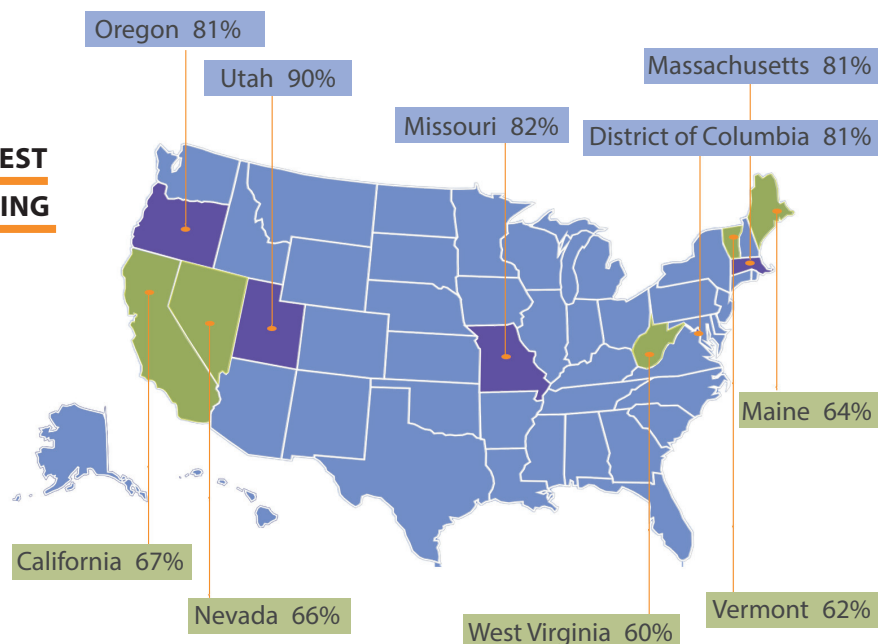 Oregon 81%
Utah 90%
Massachusetts 81%
Missouri 82%
District of Columbia 81%
EST
ING
Maine 64%
California 67%
Nevada 66%
Vermont 62%
West Virginia 60%